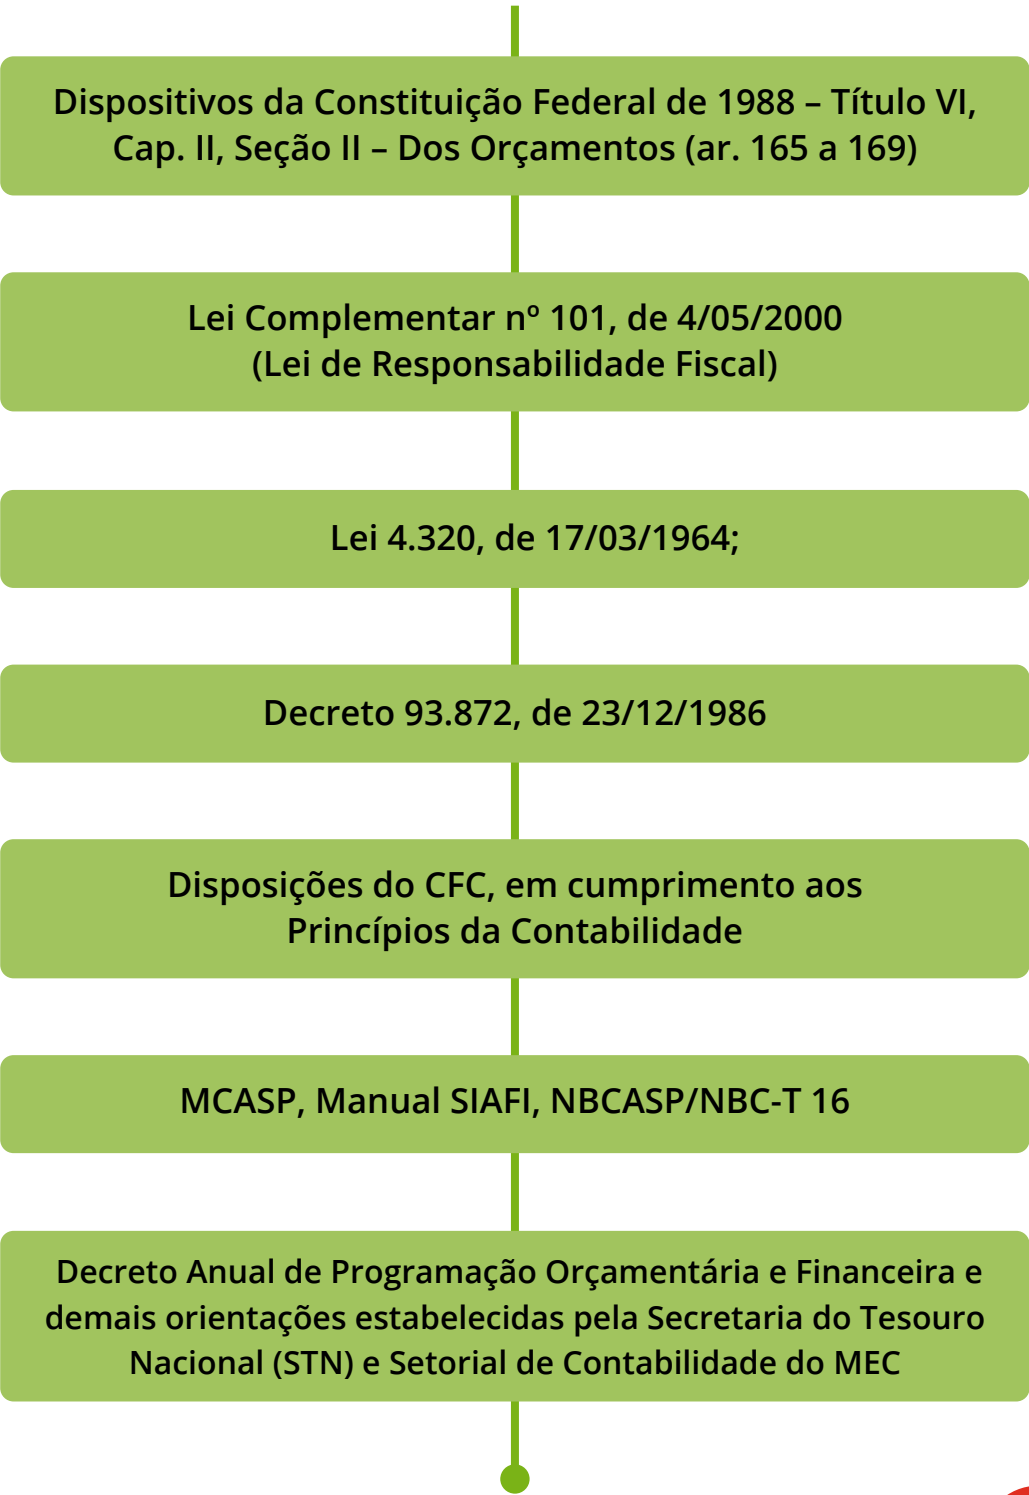 Dispositivos da Constituição Federal de 1988 – Título VI,
Cap. II, Seção II – Dos Orçamentos (ar. 165 a 169)
Lei Complementar nº 101, de 4/05/2000
(Lei de Responsabilidade Fiscal)
Lei 4.320, de 17/03/1964;
Decreto 93.872, de 23/12/1986
Disposições do CFC, em cumprimento aos
Princípios da Contabilidade
MCASP, Manual SIAFI, NBCASP/NBC-T 16
Decreto Anual de Programação Orçamentária e Financeira e
demais orientações estabelecidas pela Secretaria do Tesouro
Nacional (STN) e Setorial de Contabilidade do MEC